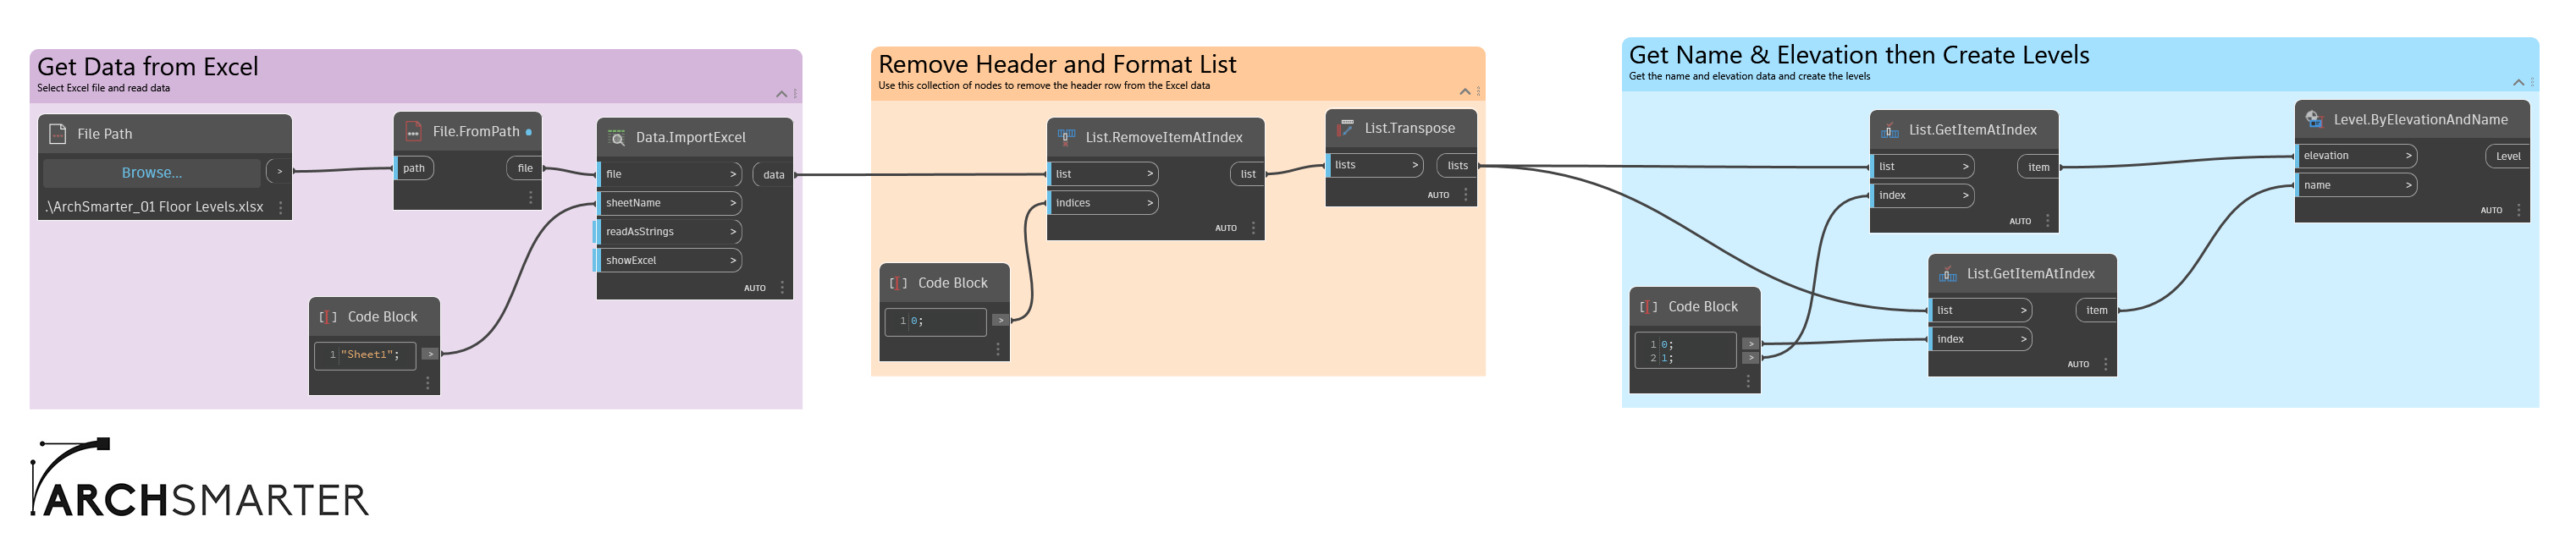 Get Data from Excel
Select Excel file and read data
File Path
Browse...
>
.\ArchSmarter_01 Floor Levels.xlsx
File.FromPath
path
file
Data.ImportExcel
file >
data
sheetName >
readAsStrings >
showExcel >
AUTO
Code Block
1 "Sheet1";
>
Remove Header and Format List
Use this collection of nodes to remove the header row from the Excel data
List.RemoveItemAtIndex
list >
list
indices >
AUTO
List.Transpose
lists >
lists
AUTO
Code Block
1 0;
>
Get Name & Elevation then Create Levels
Get the name and elevation data and create the levels
List.GetItemAtIndex
list >
item
index >
AUTO
List.GetItemAtIndex
list >
item
index >
AUTO
Code Block
1 0; >
2 1; >
Level.ByElevationAndName
elevation >
Level
name >
AUTO
ARCHSMARTER